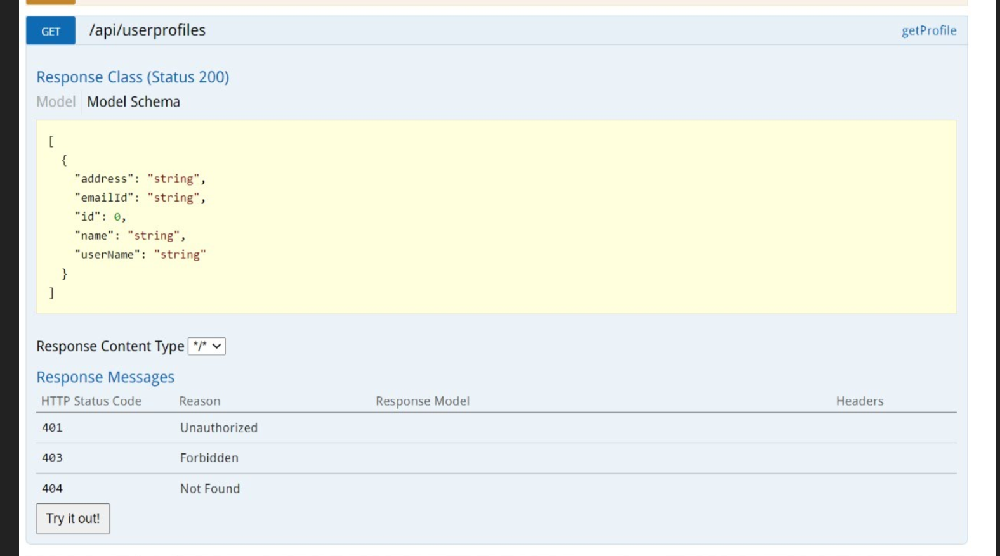 GET /api/userprofiles getProfile
Response Class (Status 200)
Model Model Schema
[
{
"address": "string",
"emailId": "string",
"id": 0,
"name": "string",
"userName": "string"
}
]
Response Content Type */*
Response Messages
HTTP Status Code Reason Response Model Headers
401 Unauthorized
403 Forbidden
404 Not Found
Try it out!